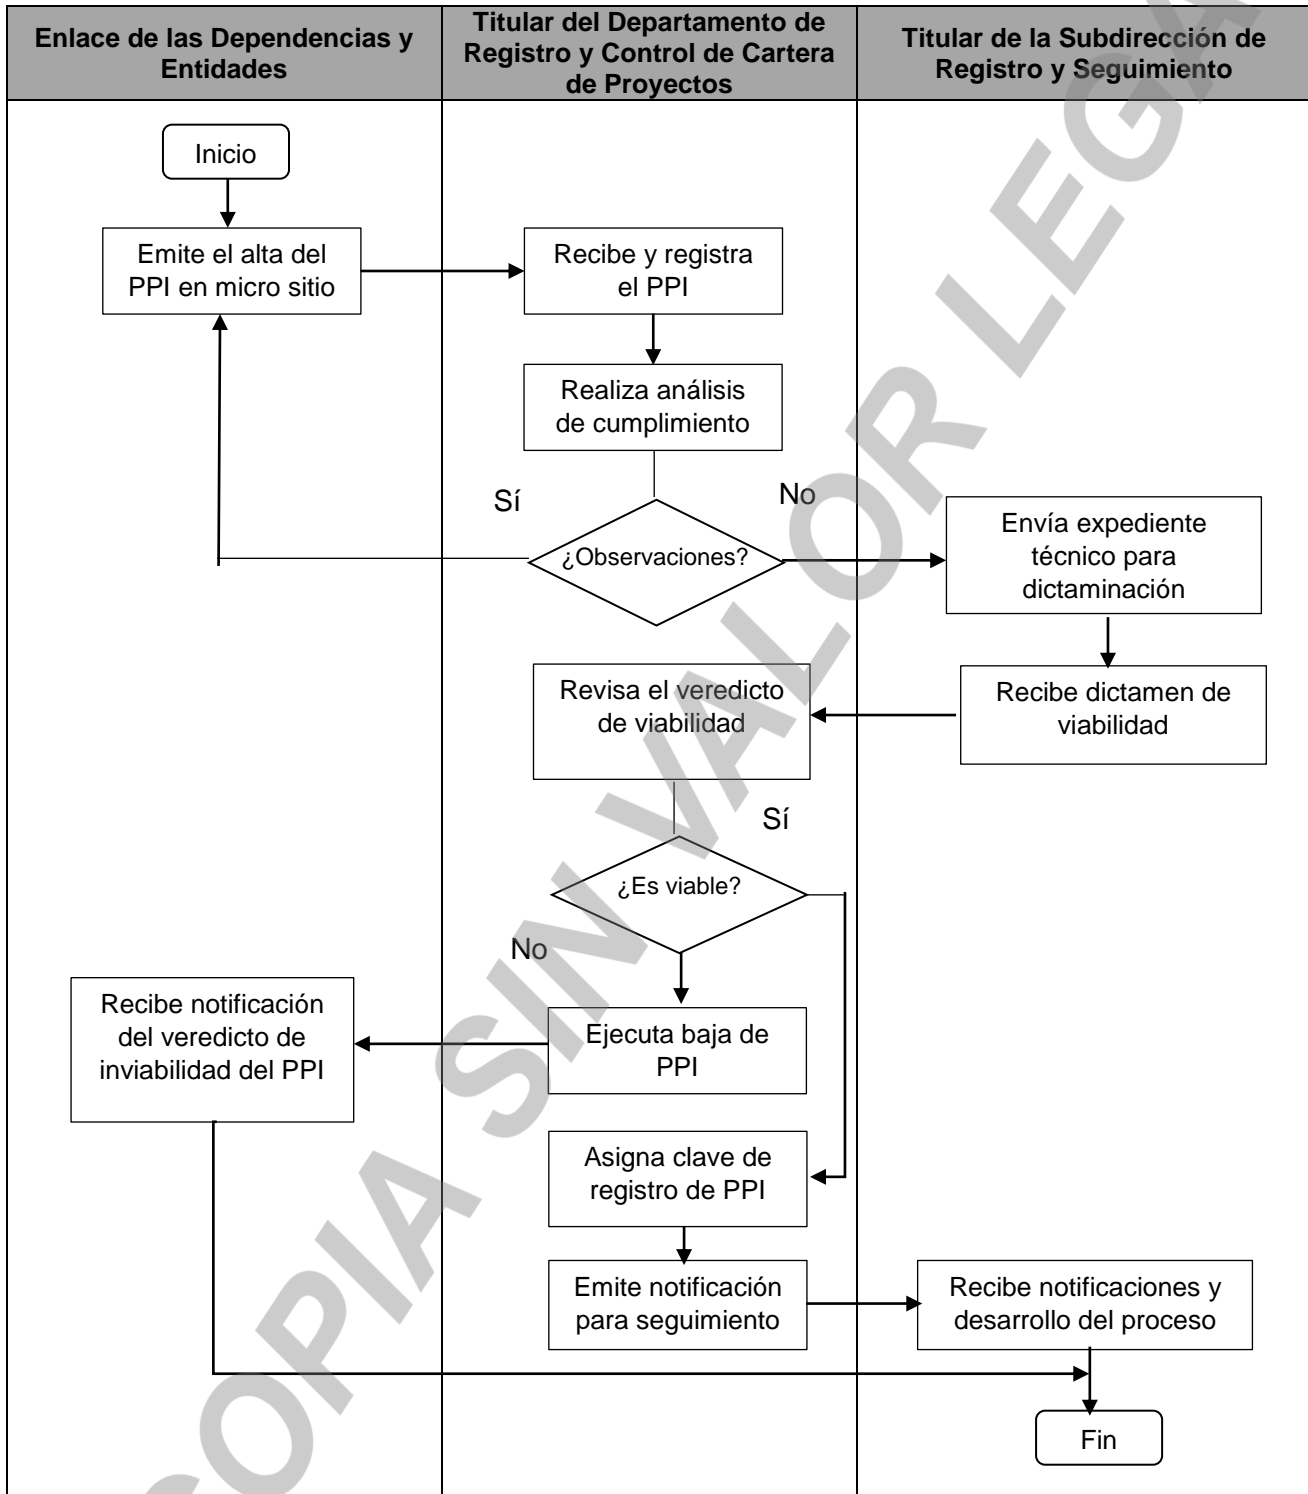 Enlace de las Dependencias y
Entidades
Titular del Departamento de
Registro y Control de Cartera
de Proyectos
Titular de la Subdirección de
Registro y Seguimiento
Inicio
Emite el alta del
PPI en micro sitio
Recibe y registra
el PPI
Realiza análisis
de cumplimiento
Sí
No
¿Observaciones?
Envía expediente
técnico para
dictaminación
Revisa el veredicto
de viabilidad
Recibe dictamen de
viabilidad
Sí
¿Es viable?
No
Recibe notificación
del veredicto de
inviabilidad del PPI
Ejecuta baja de
PPI
Asigna clave de
registro de PPI
Emite notificación
para seguimiento
Recibe notificaciones y
desarrollo del proceso
Fin
COPIA SIN VALOR LEGA